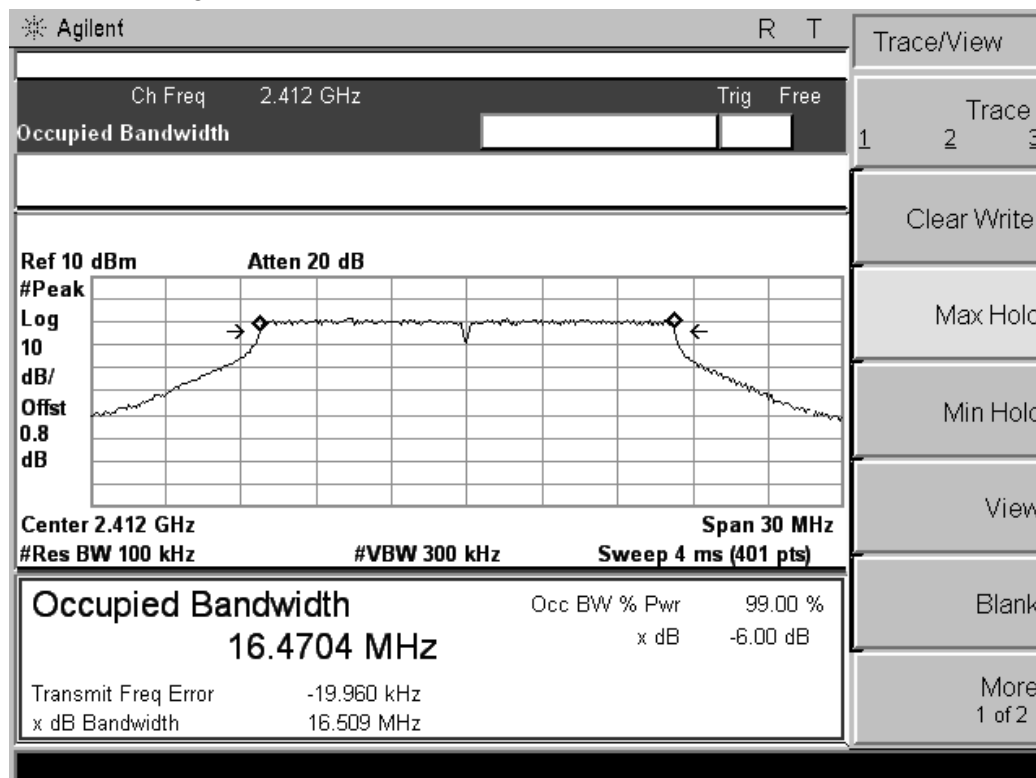 Agilent R T
Trace/View
Ch Freq 2.412 GHz Trig Free
Occupied Bandwidth
Trace
1 2 3
Clear Write
Max Hold
Min Hold
View
Blank
More
1 of 2
Ref 10 dBm Atten 20 dB
#Peak
Log
10
dB/
Offst
0.8
dB
Center 2.412 GHz Span 30 MHz
#Res BW 100 kHz #VBW 300 kHz Sweep 4 ms (401 pts)
Occupied Bandwidth Occ BW % Pwr 99.00 %
16.4704 MHz x dB -6.00 dB
Transmit Freq Error -19.960 kHz
x dB Bandwidth 16.509 MHz